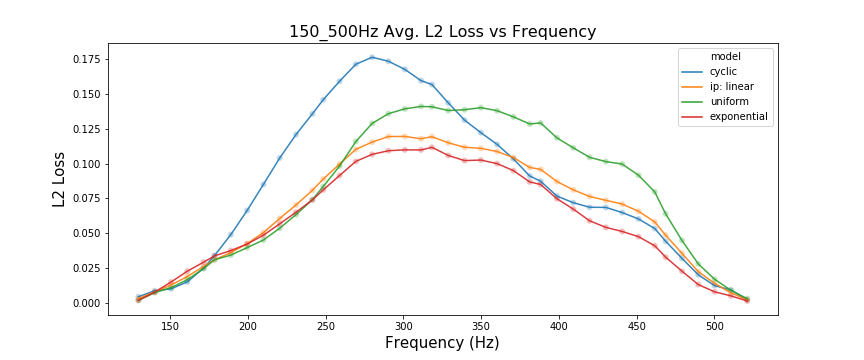 150_500Hz Avg. L2 Loss vs Frequency
model
cyclic
ip: linear
uniform
exponential
L2 Loss
0.175
0.150
0.125
0.100
0.075
0.050
0.025
0.000
150 200 250 300 350 400 450 500
Frequency (Hz)